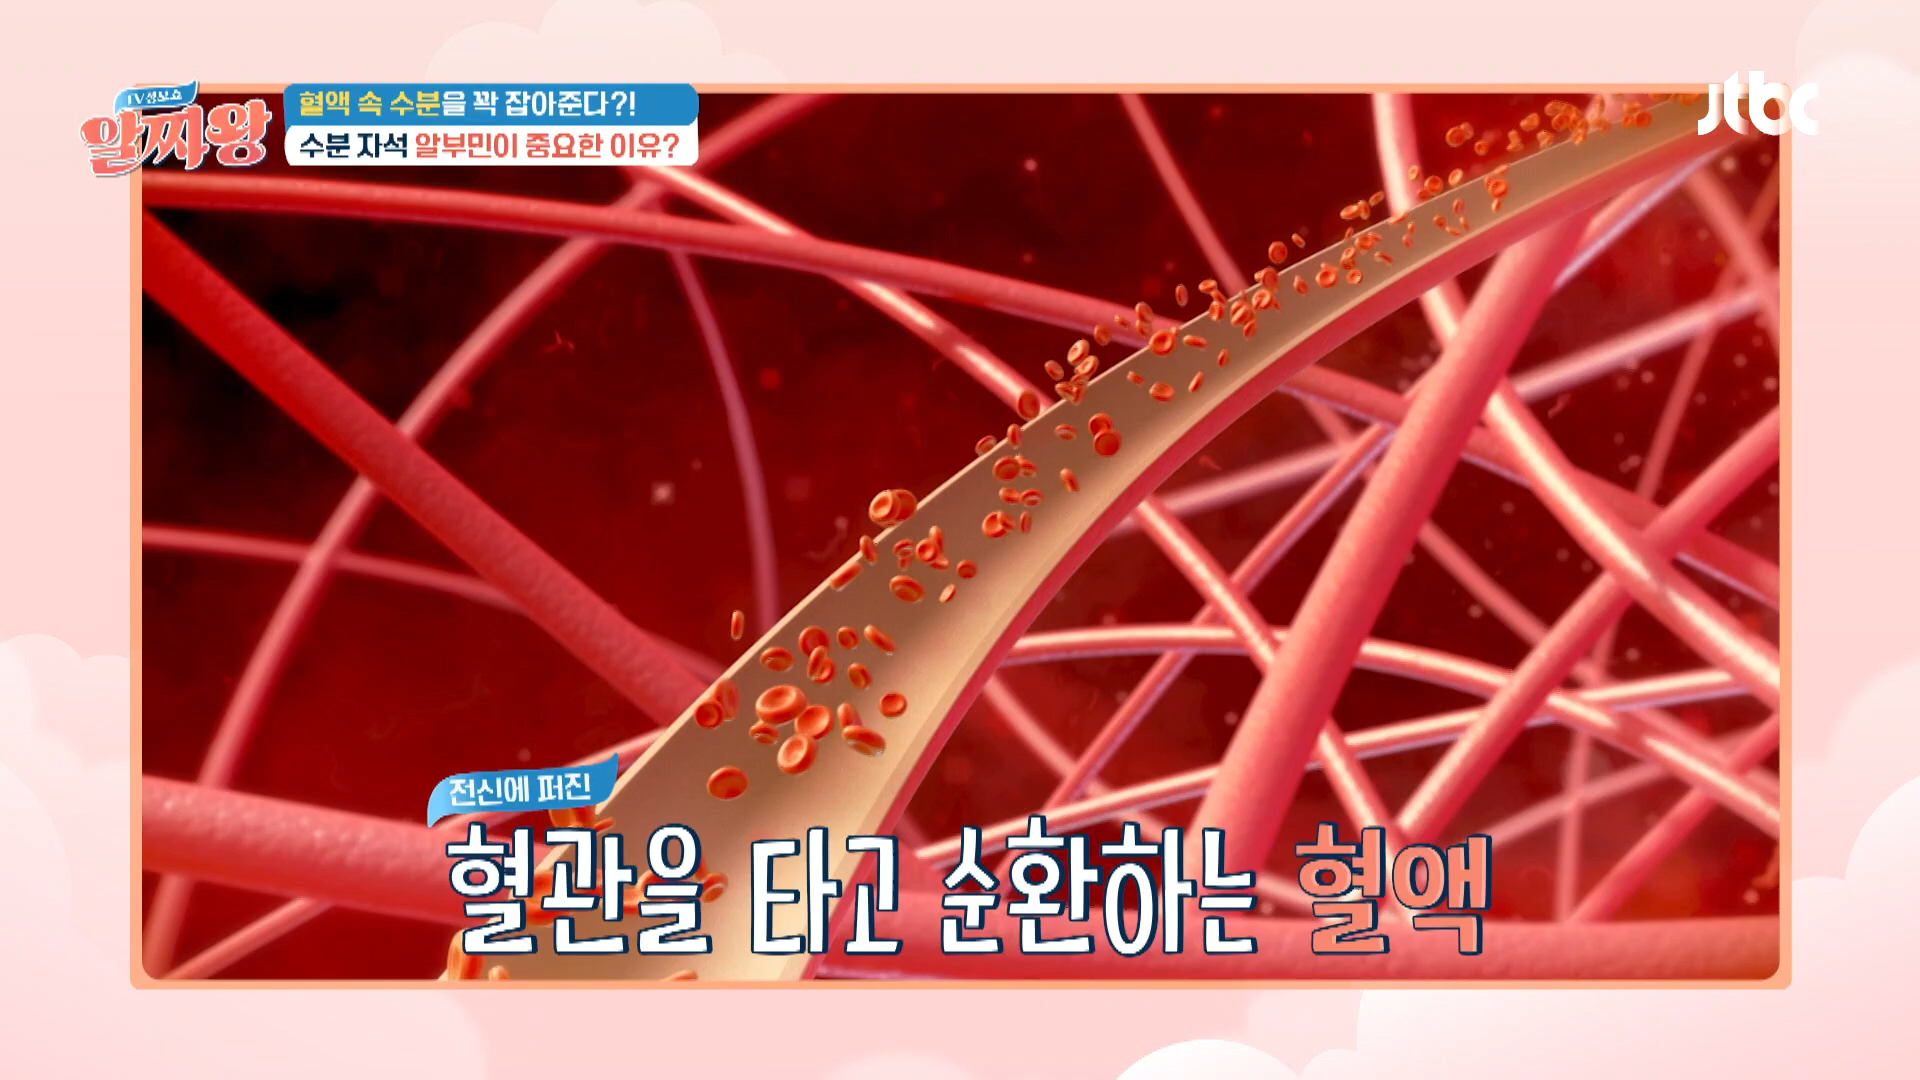 TV정보쇼
알짜왕
혈액 속 수분을 꽉 잡아준다?!
수분 자석 알부민이 중요한 이유?
jtbc
전신에 퍼진
혈관을 타고 순환하는 혈액